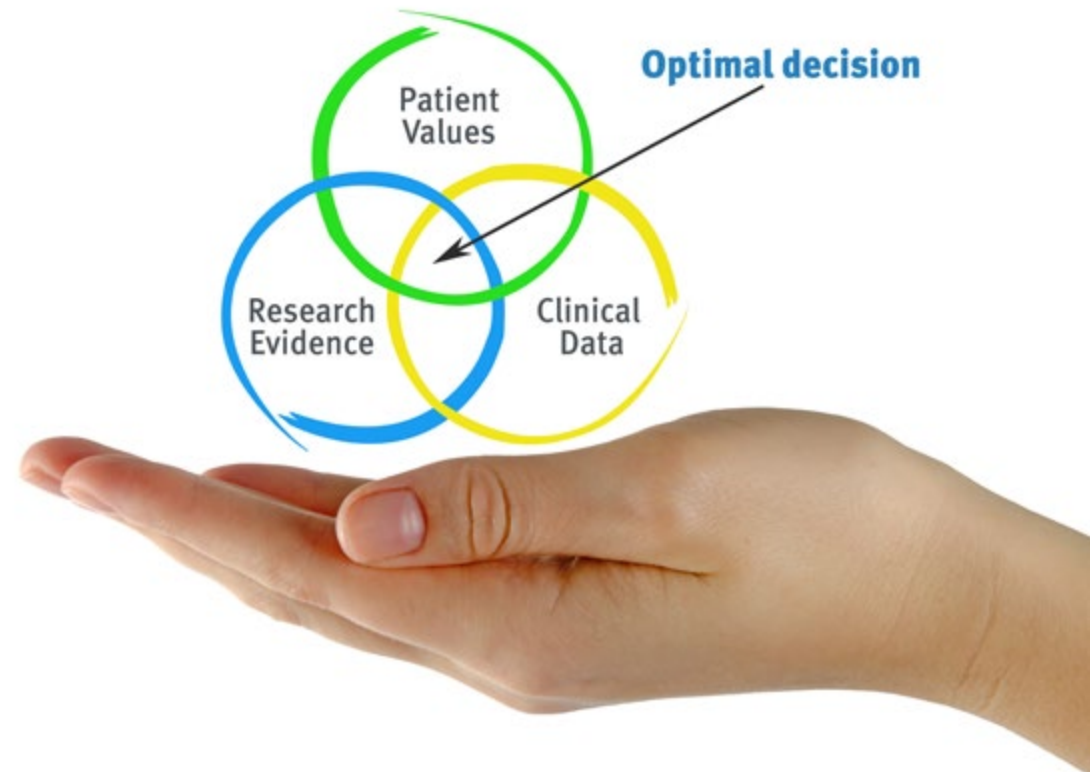 Optimal decision
Patient
Values
Research
Evidence
Clinical
Data